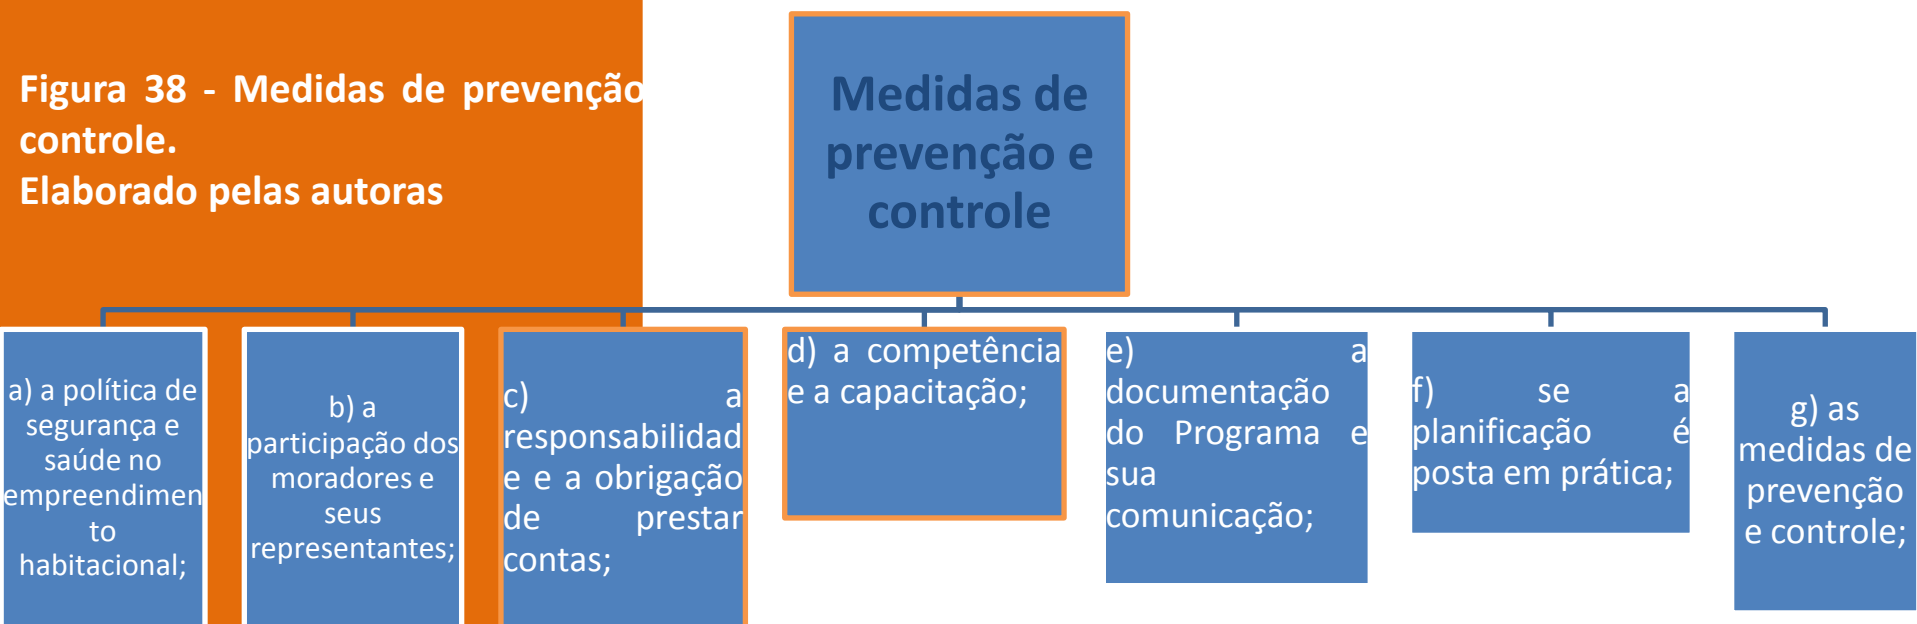 Figura 38 - Medidas de prevenção
controle.
Elaborado pelas autoras
Medidas de
prevenção e
controle
a) a política de
segurança e
saúde no
empreendimen
to
habitacional;
b) a
participação dos
moradores e
seus
representantes;
c) a
responsabilidad
e e a obrigação
de prestar
contas;
d) a competência
e a capacitação;
e) a
documentação
do Programa e
sua
comunicação;
f) se a
planificação é
posta em prática;
g) as
medidas de
prevenção
e controle;